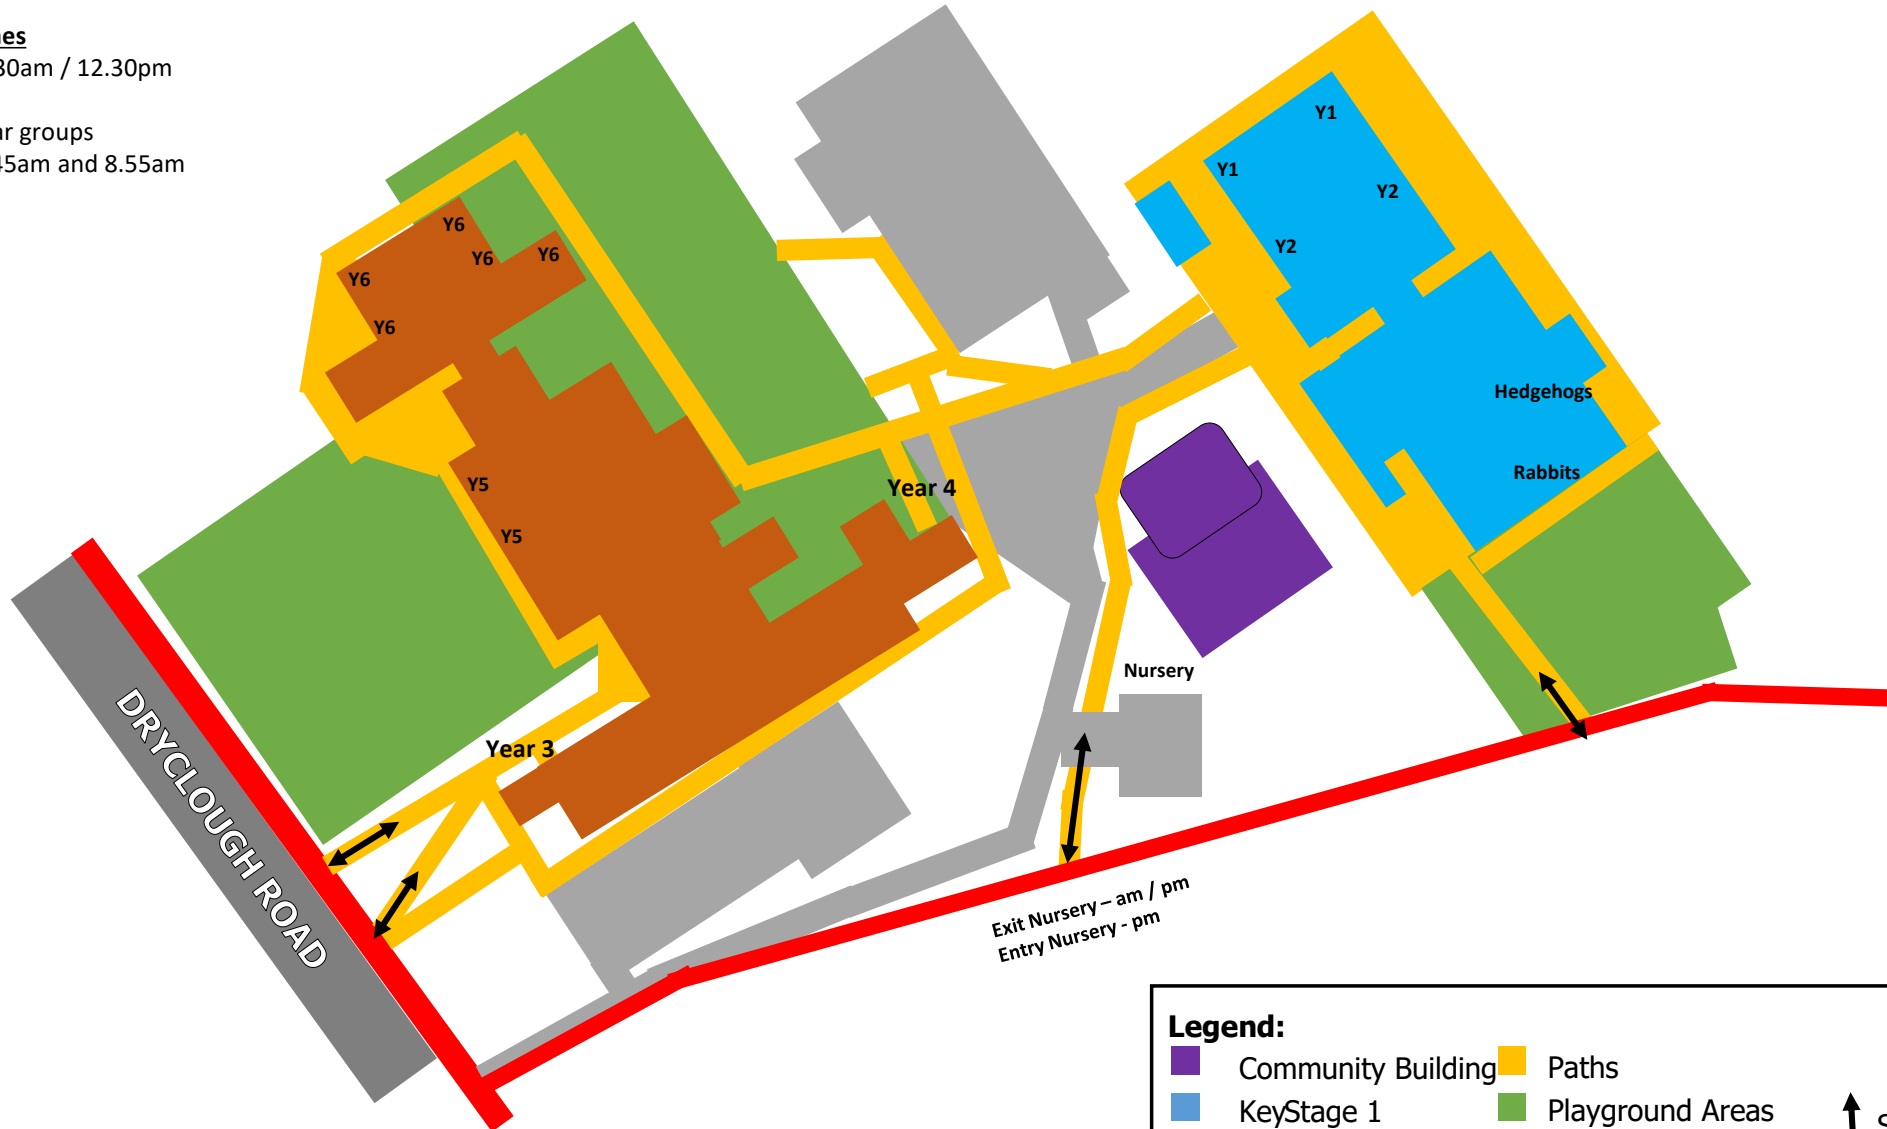 30am / 12.30pm
45am and 8.55am
Y1
Y1
Y2
Y2
Y6
Y6
Y6
Y6
Y6
Hedgehogs
Rabbits
Y5
Year 4
Y5
Nursery
Year 3
DRYCLOUGH ROAD
Exit Nursery – am / pm
Entry Nursery - pm
Legend:
Community Building
Paths
KeyStage 1
Playground Areas